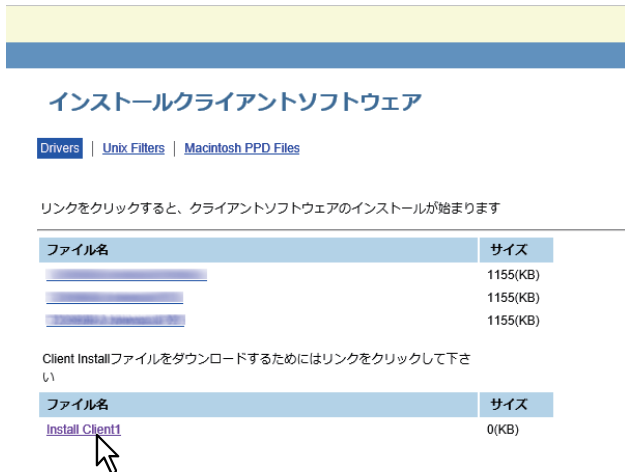 インストールクライアントソフトウェア
Drivers | Unix Filters | Macintosh PPD Files
リンクをクリックすると、クライアントソフトウェアのインストールが始まります
ファイル名 サイズ
1155(KB)
1155(KB)
1155(KB)
Client Installファイルをダウンロードするためにはリンクをクリックして下さ
い
ファイル名 サイズ
Install Client1 0(KB)